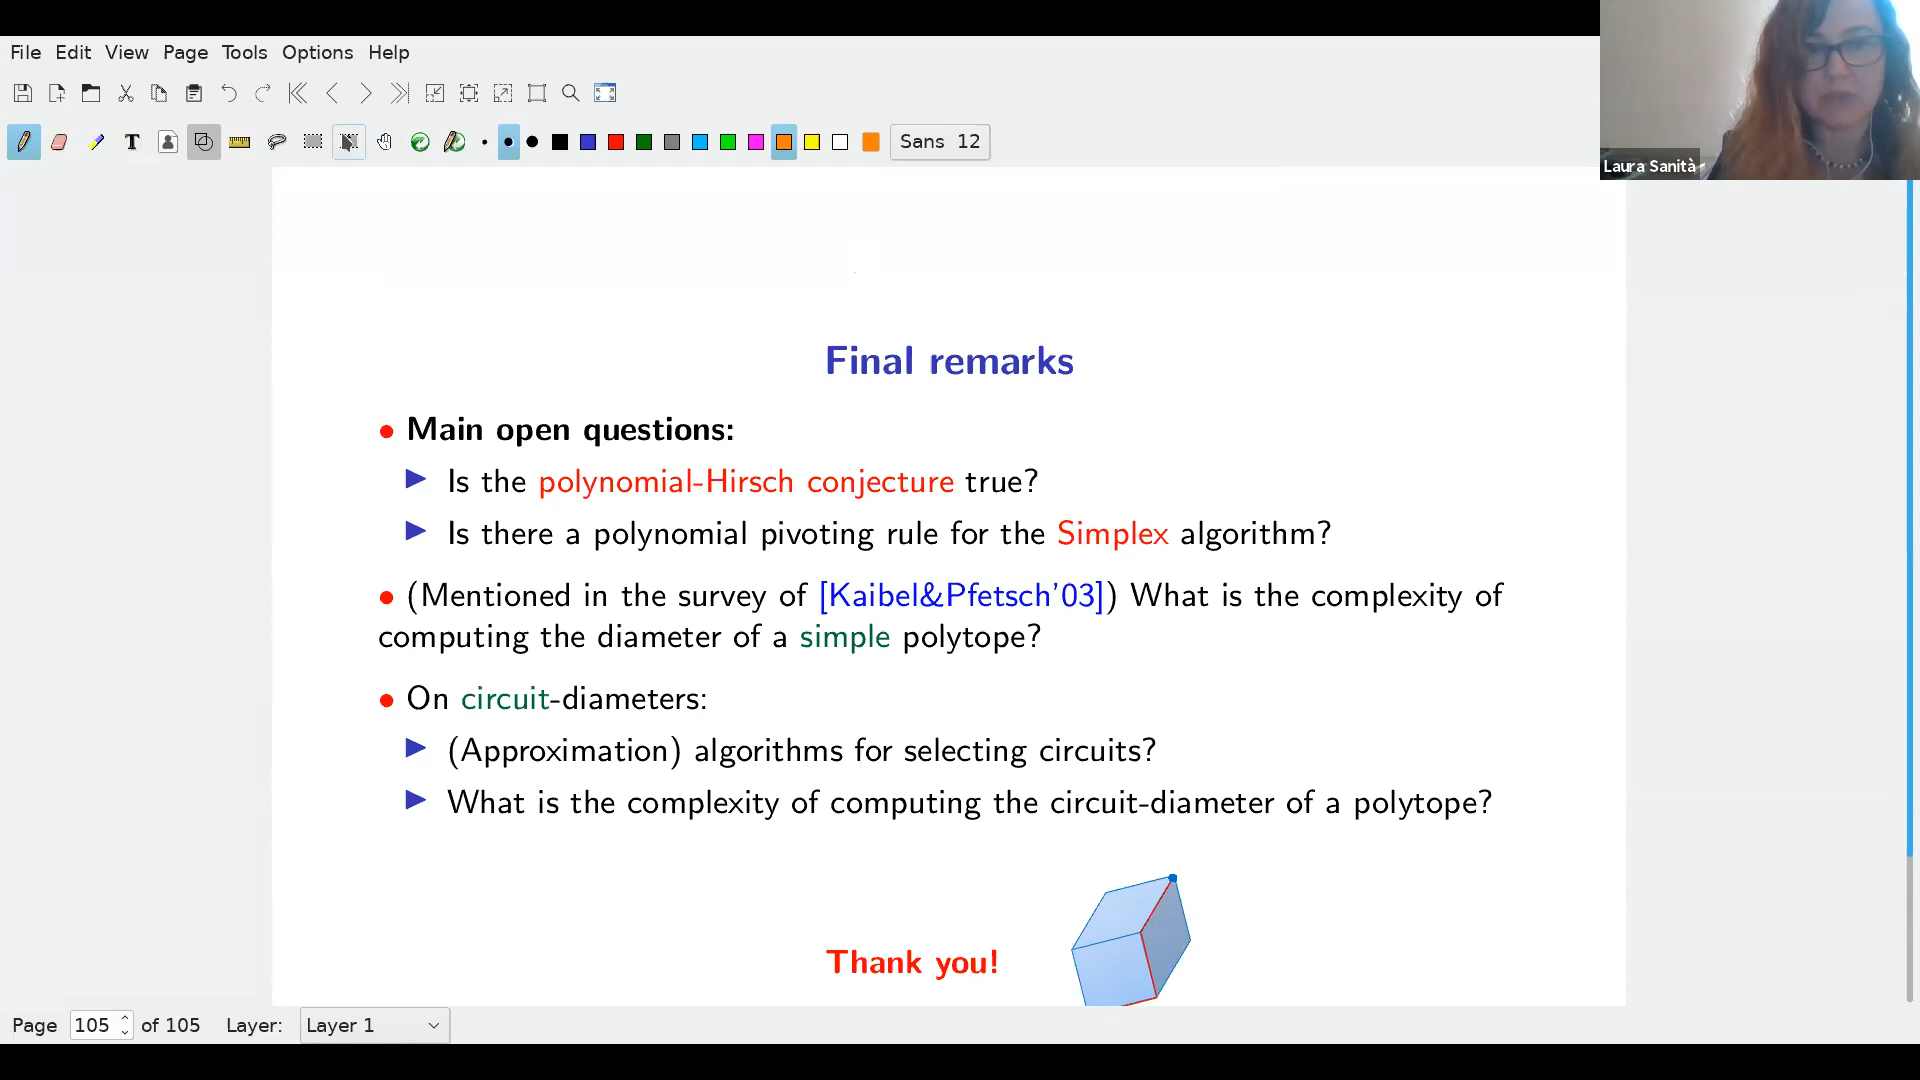 File Edit View Page Tools Options Help
T
Sans 12
Laura Sanità
Final remarks
• Main open questions:
▶ Is the polynomial-Hirsch conjecture true?
▶ Is there a polynomial pivoting rule for the Simplex algorithm?
• (Mentioned in the survey of [Kaibel&Pfetsch'03]) What is the complexity of
computing the diameter of a simple polytope?
• On circuit-diameters:
▶ (Approximation) algorithms for selecting circuits?
▶ What is the complexity of computing the circuit-diameter of a polytope?
Thank you!
Page 105 of 105 Layer: Layer 1